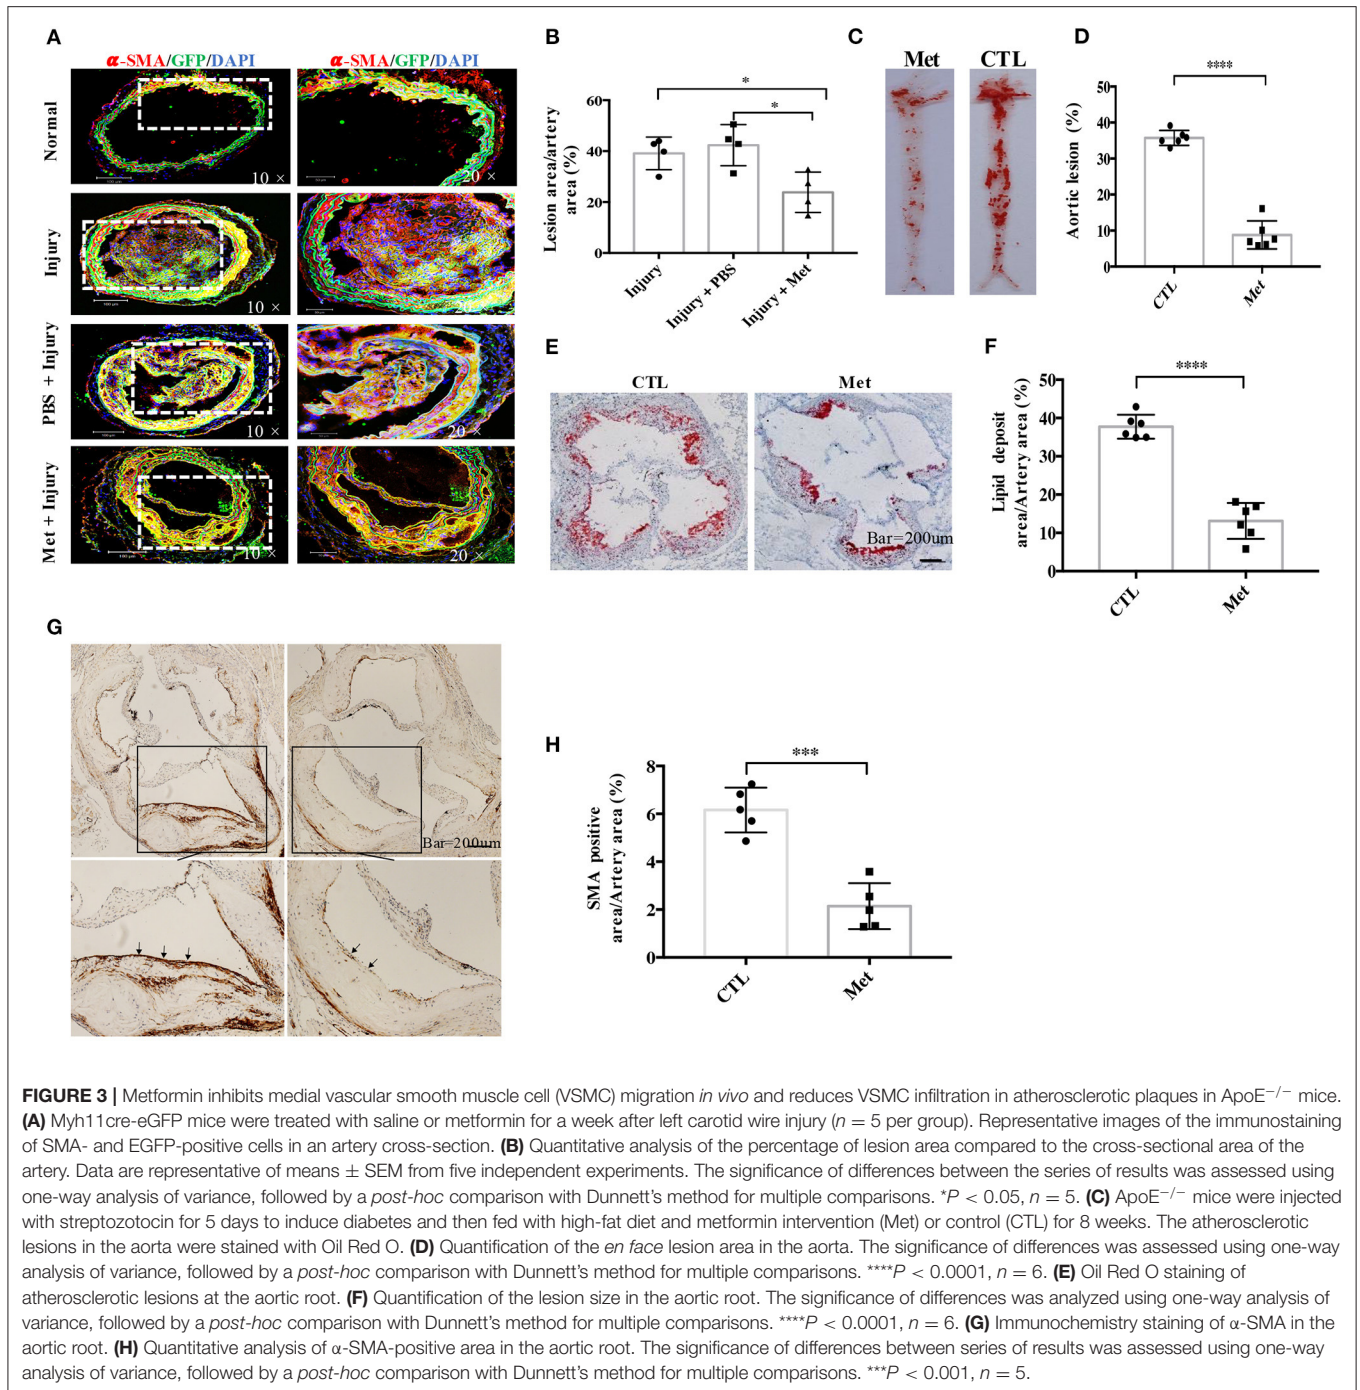 A
α-SMA/GFP/DAPI
α-SMA/GFP/DAPI
Normal
10 ×
20 ×
Injury
10 ×
20 ×
PBS + Injury
10 ×
20 ×
Met + Injury
10 ×
20 ×
B
Lesion area/artery
area (%)
60
40
20
0
*
*
Injury
Injury + PBS
Injury + Met
C
Met
CTL
D
Aortic lesion (%)
50
40
30
20
10
0
****
CTL
Met
E
CTL
Met
Bar=200um
F
Lipid deposit
area/Artery area (%)
50
40
30
20
10
0
****
CTL
Met
G
Bar=200um
H
SMA positive
area/Artery area (%)
8
6
4
2
0
***
CTL
Met
FIGURE 3 | Metformin inhibits medial vascular smooth muscle cell (VSMC) migration in vivo and reduces VSMC infiltration in atherosclerotic plaques in ApoE−/− mice.
(A) Myh11cre-eGFP mice were treated with saline or metformin for a week after left carotid wire injury (n = 5 per group). Representative images of the immunostaining
of SMA- and EGFP-positive cells in an artery cross-section. (B) Quantitative analysis of the percentage of lesion area compared to the cross-sectional area of the
artery. Data are representative of means ± SEM from five independent experiments. The significance of differences between the series of results was assessed using
one-way analysis of variance, followed by a post-hoc comparison with Dunnett's method for multiple comparisons. *P < 0.05, n = 5. (C) ApoE−/− mice were injected
with streptozotocin for 5 days to induce diabetes and then fed with high-fat diet and metformin intervention (Met) or control (CTL) for 8 weeks. The atherosclerotic
lesions in the aorta were stained with Oil Red O. (D) Quantification of the en face lesion area in the aorta. The significance of differences was assessed using one-way
analysis of variance, followed by a post-hoc comparison with Dunnett's method for multiple comparisons. ****P < 0.0001, n = 6. (E) Oil Red O staining of
atherosclerotic lesions at the aortic root. (F) Quantification of the lesion size in the aortic root. The significance of differences was analyzed using one-way analysis of
variance, followed by a post-hoc comparison with Dunnett's method for multiple comparisons. ****P < 0.0001, n = 6. (G) Immunochemistry staining of α-SMA in the
aortic root. (H) Quantitative analysis of α-SMA-positive area in the aortic root. The significance of differences between series of results was assessed using one-way
analysis of variance, followed by a post-hoc comparison with Dunnett's method for multiple comparisons. ***P < 0.001, n = 5.